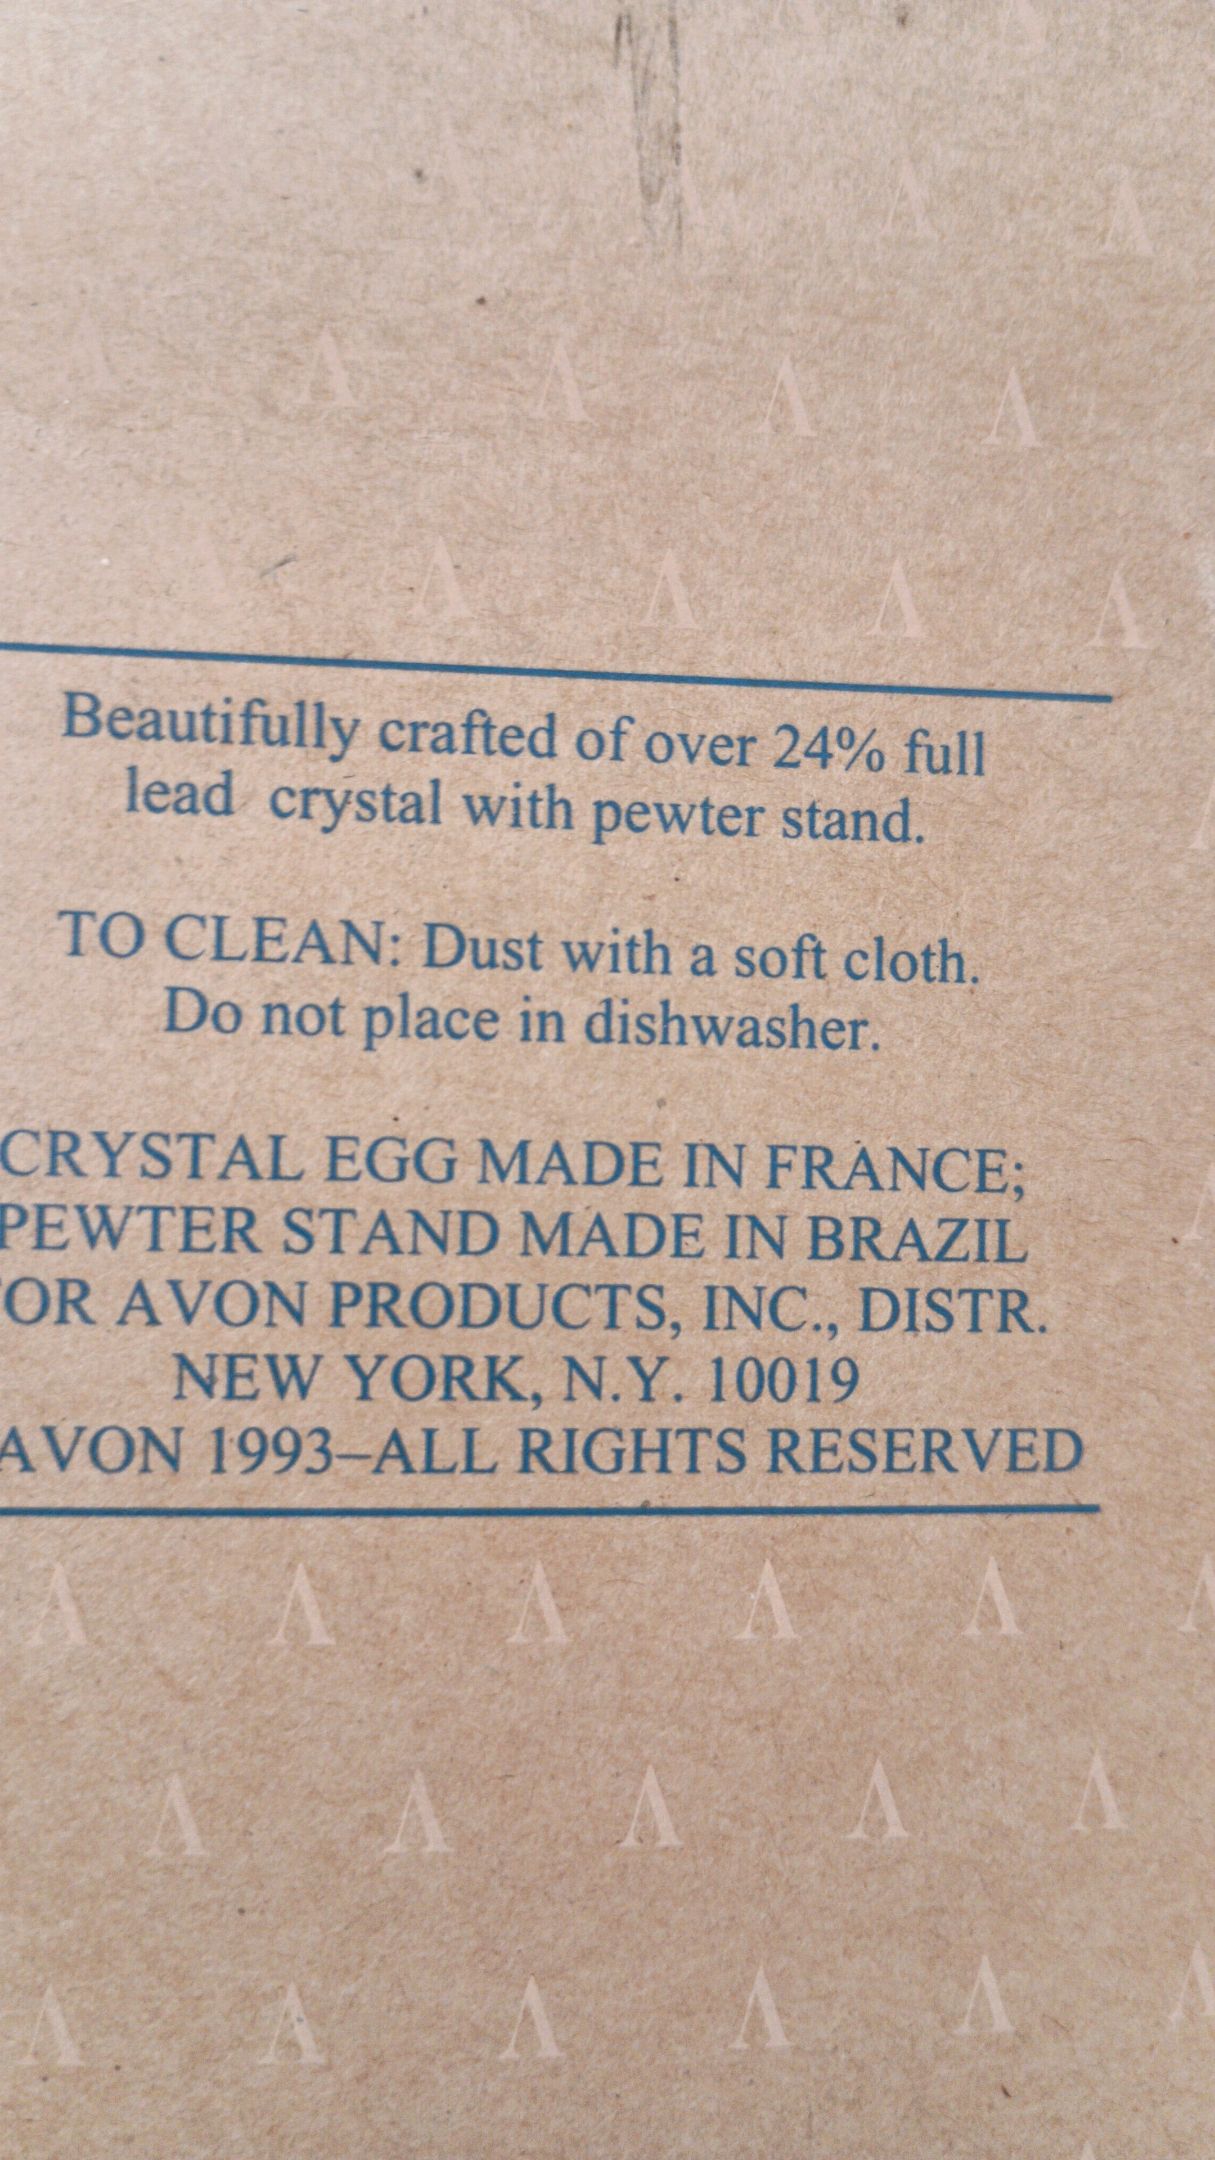 Beautifully crafted of over 24% full
lead crystal with pewter stand.
TO CLEAN: Dust with a soft cloth.
Do not place in dishwasher.
CRYSTAL EGG MADE IN FRANCE;
PEWTER STAND MADE IN BRAZIL
OR AVON PRODUCTS, INC., DISTR.
NEW YORK, N.Y. 10019
AVON 1993–ALL RIGHTS RESERVED